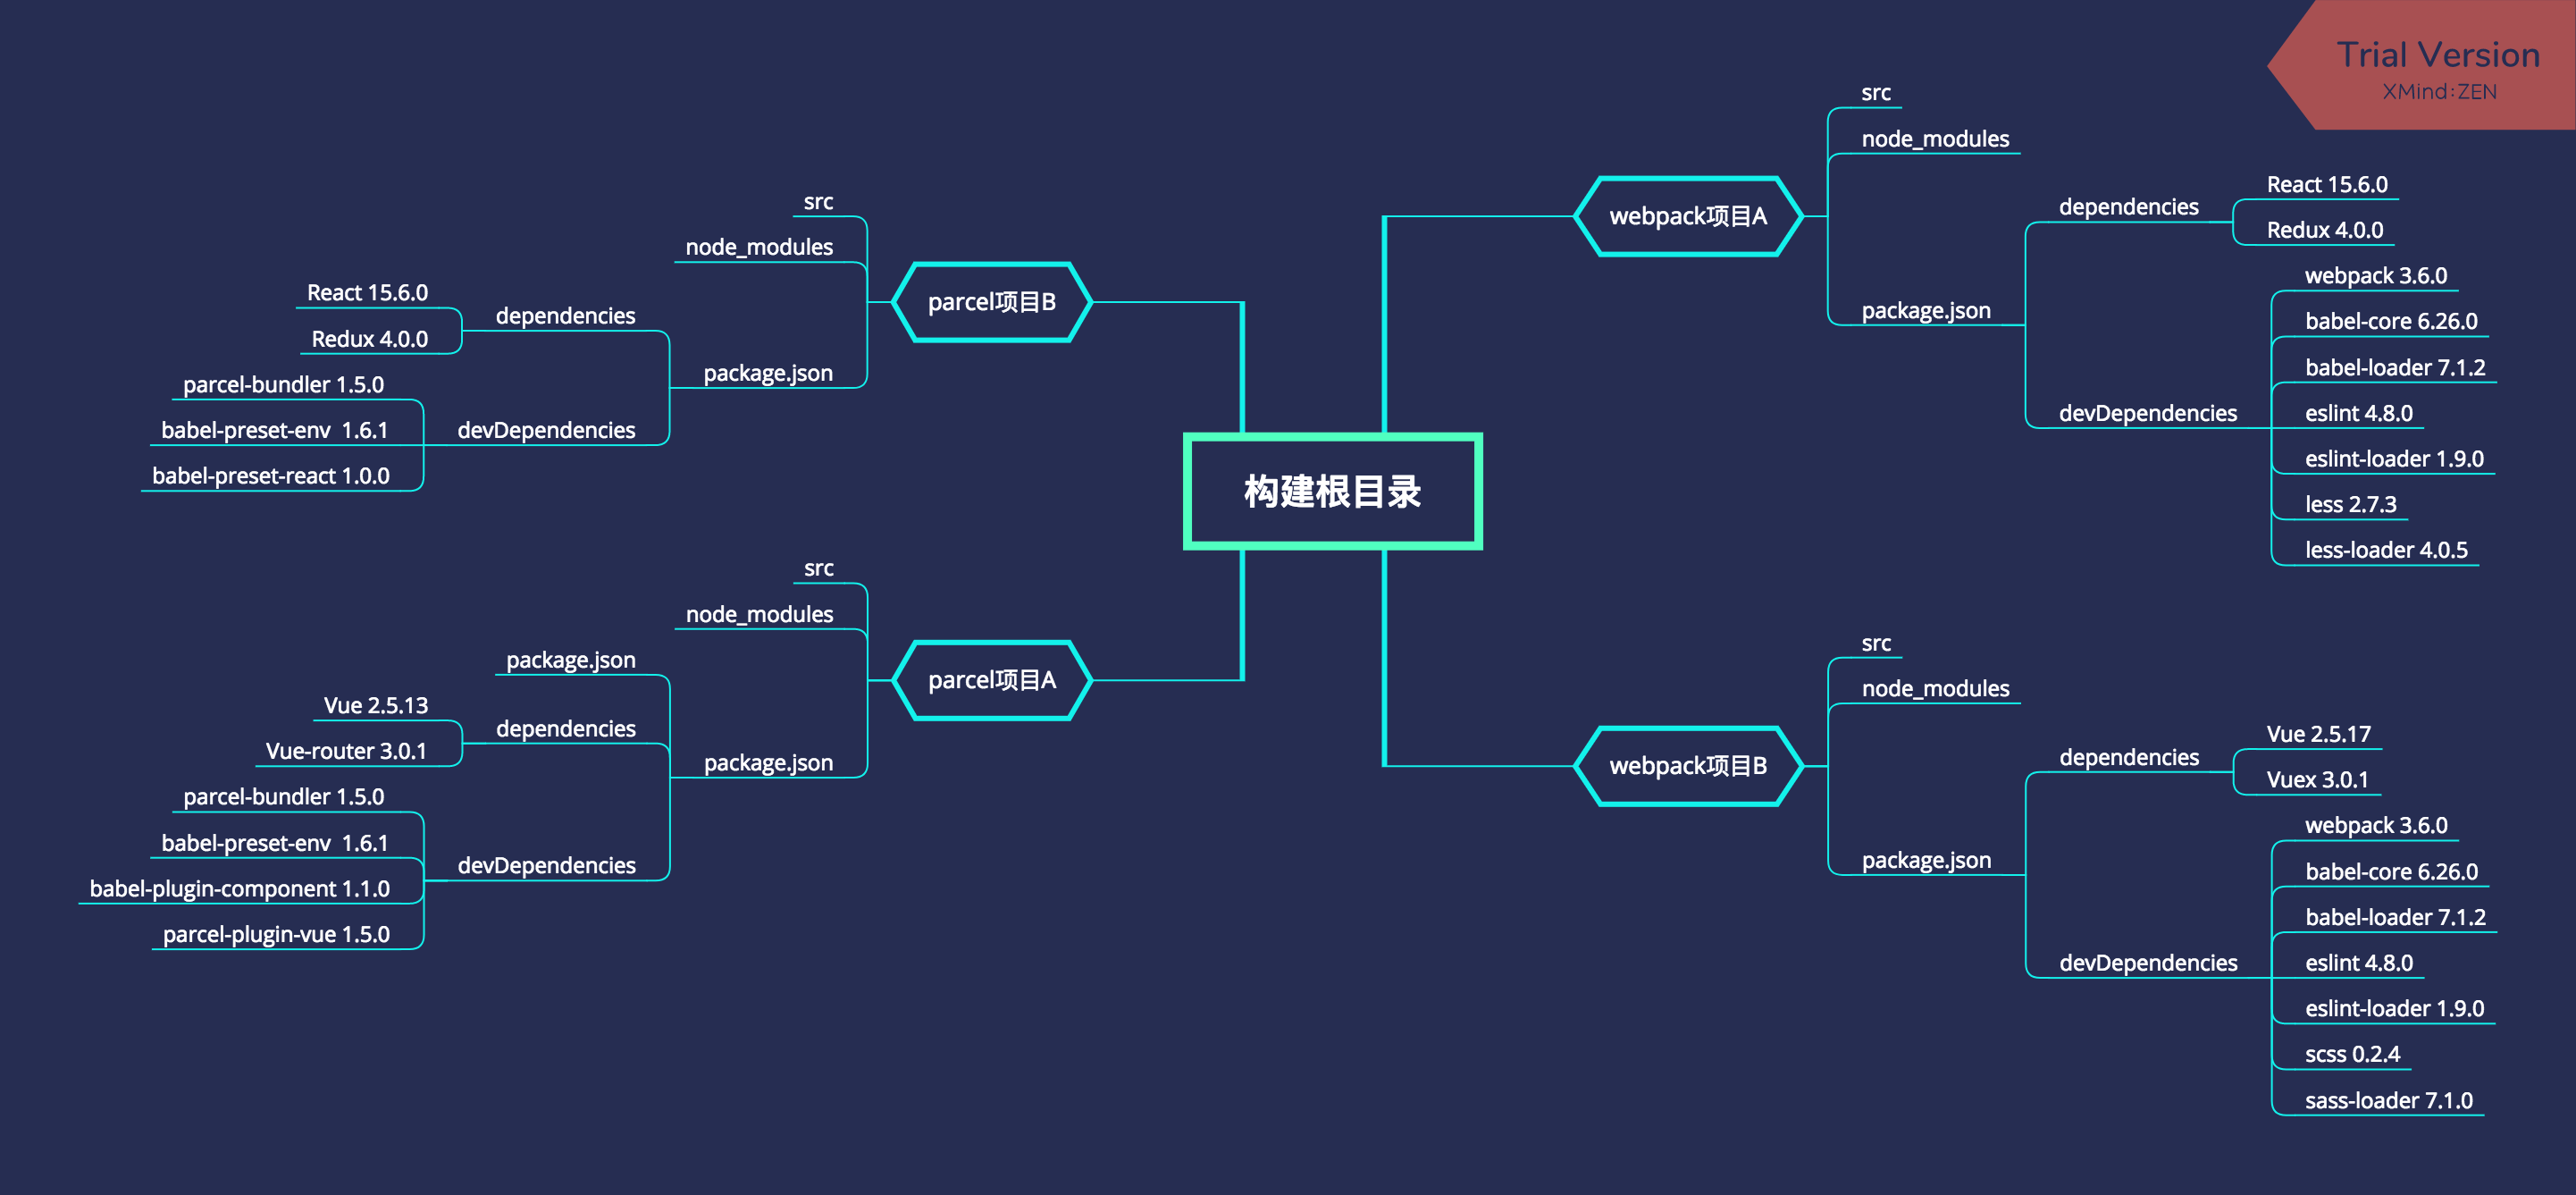 Trial Version
XMind:ZEN
构建根目录
webpack项目A
src
node_modules
package.json
dependencies
React 15.6.0
Redux 4.0.0
devDependencies
webpack 3.6.0
babel-core 6.26.0
babel-loader 7.1.2
eslint 4.8.0
eslint-loader 1.9.0
less 2.7.3
less-loader 4.0.5
webpack项目B
src
node_modules
package.json
dependencies
Vue 2.5.17
Vuex 3.0.1
devDependencies
webpack 3.6.0
babel-core 6.26.0
babel-loader 7.1.2
eslint 4.8.0
eslint-loader 1.9.0
scss 0.2.4
sass-loader 7.1.0
parcel项目B
src
node_modules
package.json
dependencies
React 15.6.0
Redux 4.0.0
devDependencies
parcel-bundler 1.5.0
babel-preset-env  1.6.1
babel-preset-react 1.0.0
parcel项目A
src
node_modules
package.json
package.json
dependencies
Vue 2.5.13
Vue-router 3.0.1
devDependencies
parcel-bundler 1.5.0
babel-preset-env  1.6.1
babel-plugin-component 1.1.0
parcel-plugin-vue 1.5.0